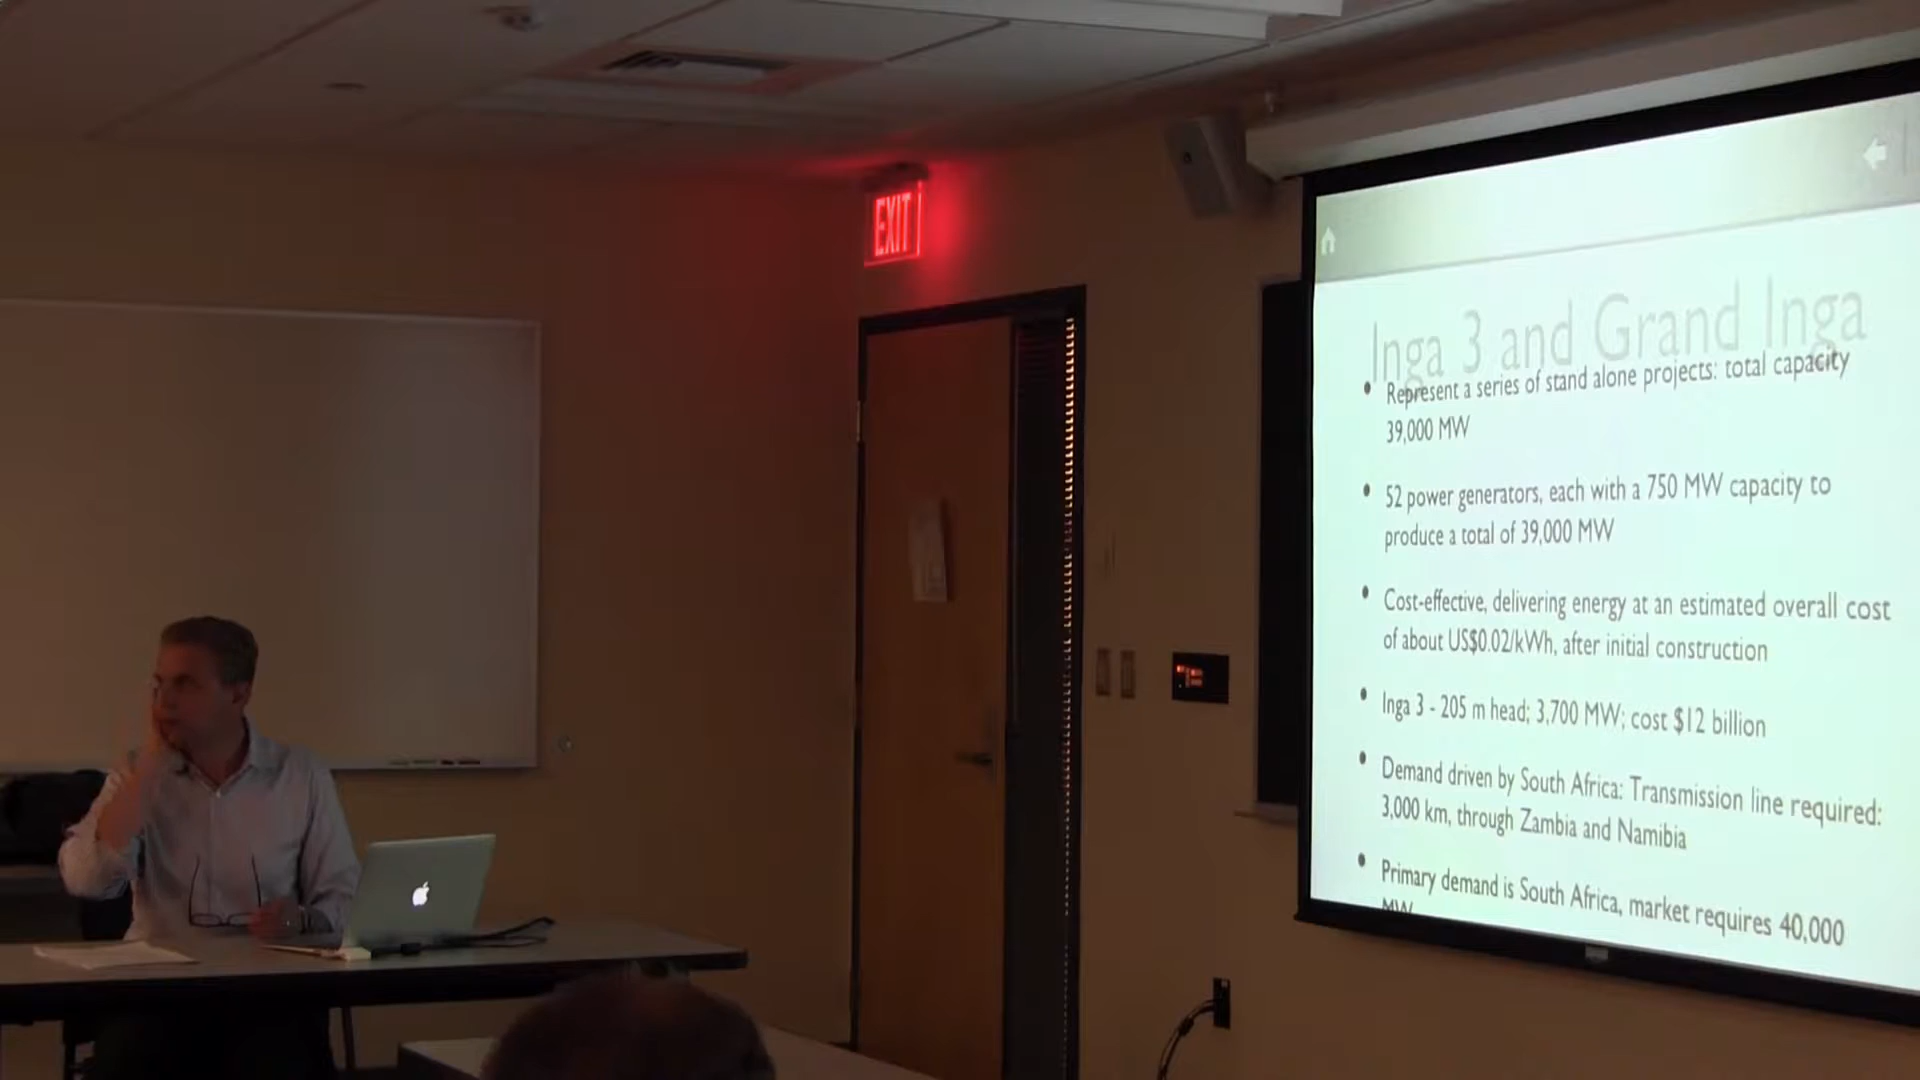 EXIT
Inga 3 and Grand Inga
• Represent a series of stand alone projects: total capacity
39,000 MW
• 52 power generators, each with a 750 MW capacity to
produce a total of 39,000 MW
• Cost-effective, delivering energy at an estimated overall cost
of about US$0.02/kWh, after initial construction
• Inga 3 - 205 m head; 3,700 MW; cost $12 billion
• Demand driven by South Africa: Transmission line required:
3,000 km, through Zambia and Namibia
• Primary demand is South Africa, market requires 40,000
MW